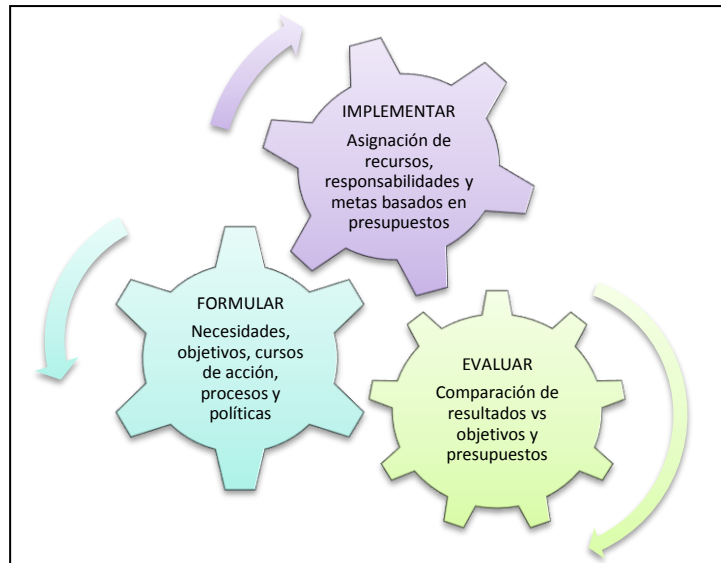 IMPLEMENTAR
Asignación de
recursos,
responsabilidades y
metas basados en
presupuestos
FORMULAR
Necesidades,
objetivos, cursos
de acción,
procesos y
políticas
EVALUAR
Comparación de
resultados vs
objetivos y
presupuestos